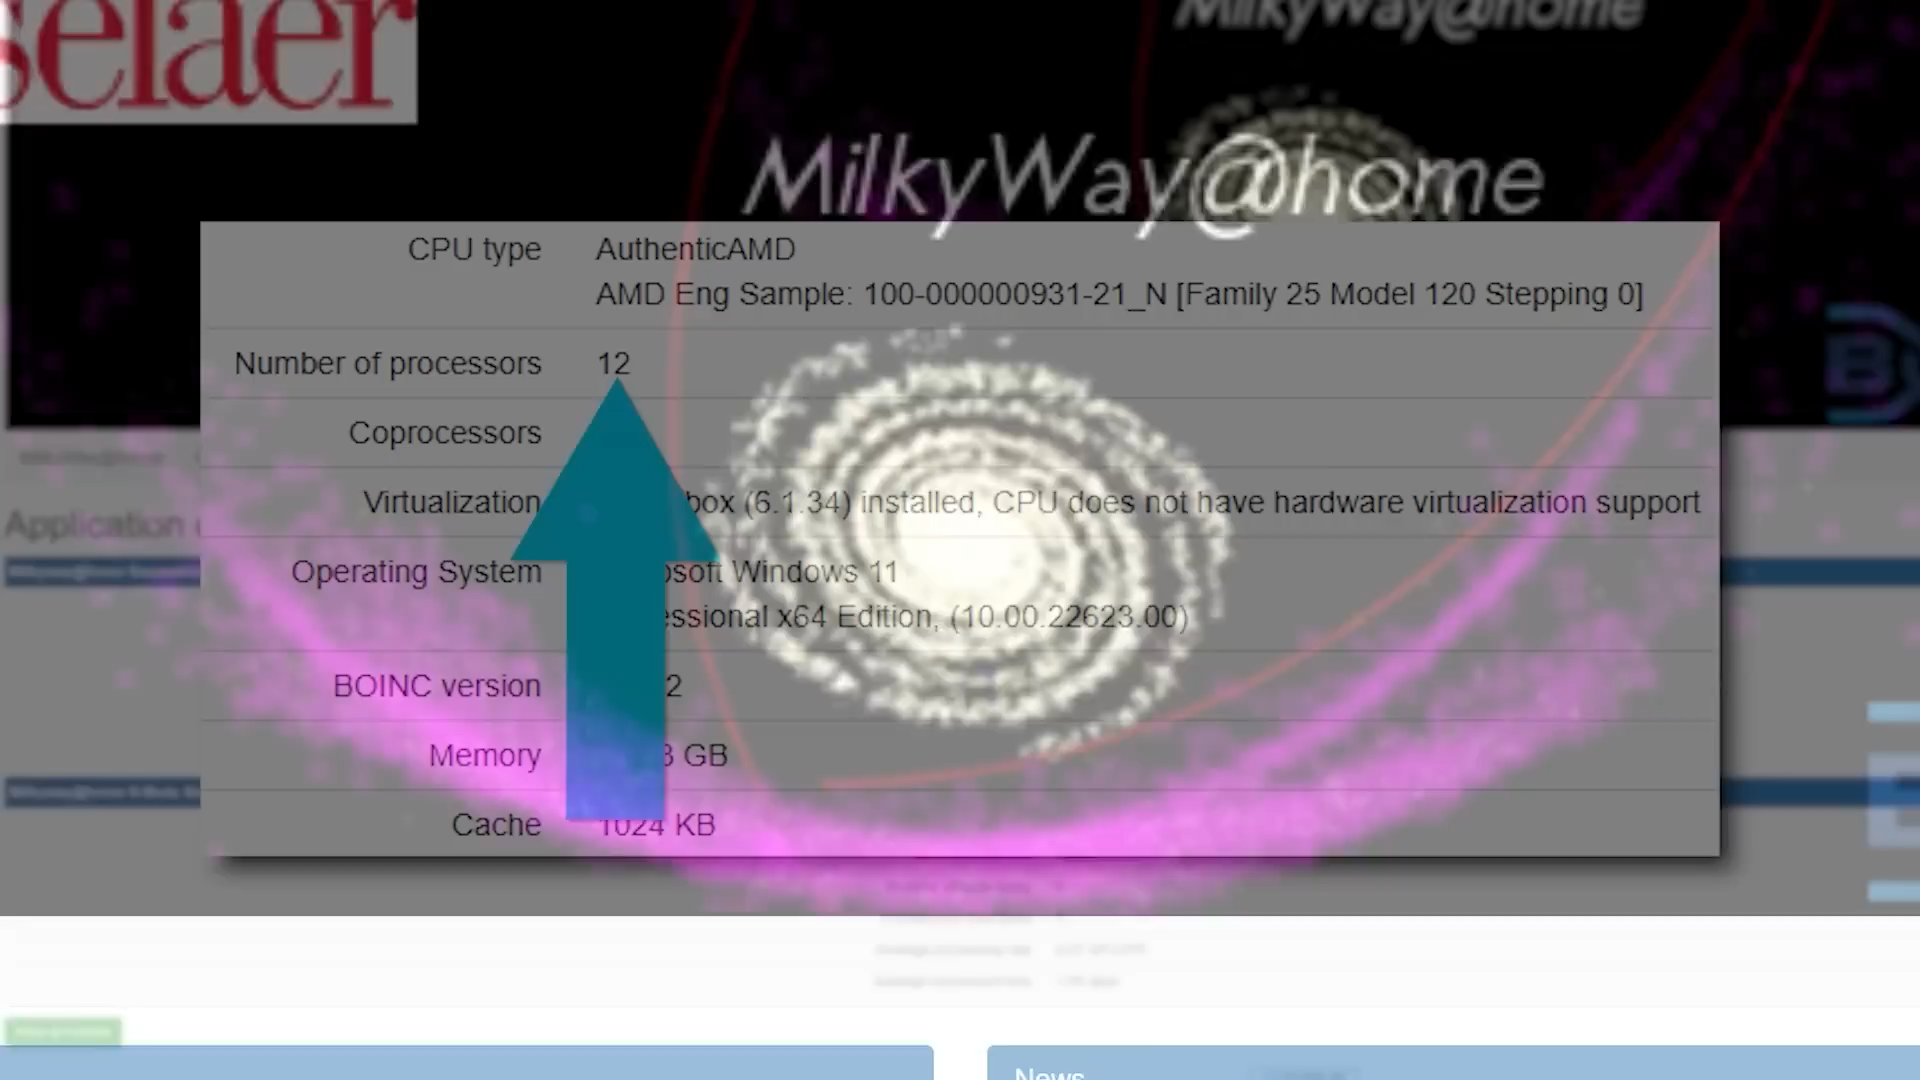 selaer
MilkyWay@home
MilkyWay@home
CPU type AuthenticAMD
AMD Eng Sample: 100-000000931-21_N [Family 25 Model 120 Stepping 0]
Number of processors 12
Coprocessors
Virtualization box (6.1.34) installed, CPU does not have hardware virtualization support
Application
Operating System osoft Windows 11
essional x64 Edition, (10.00.22623.00)
BOINC version 2
Memory GB
Cache 1024 KB
News